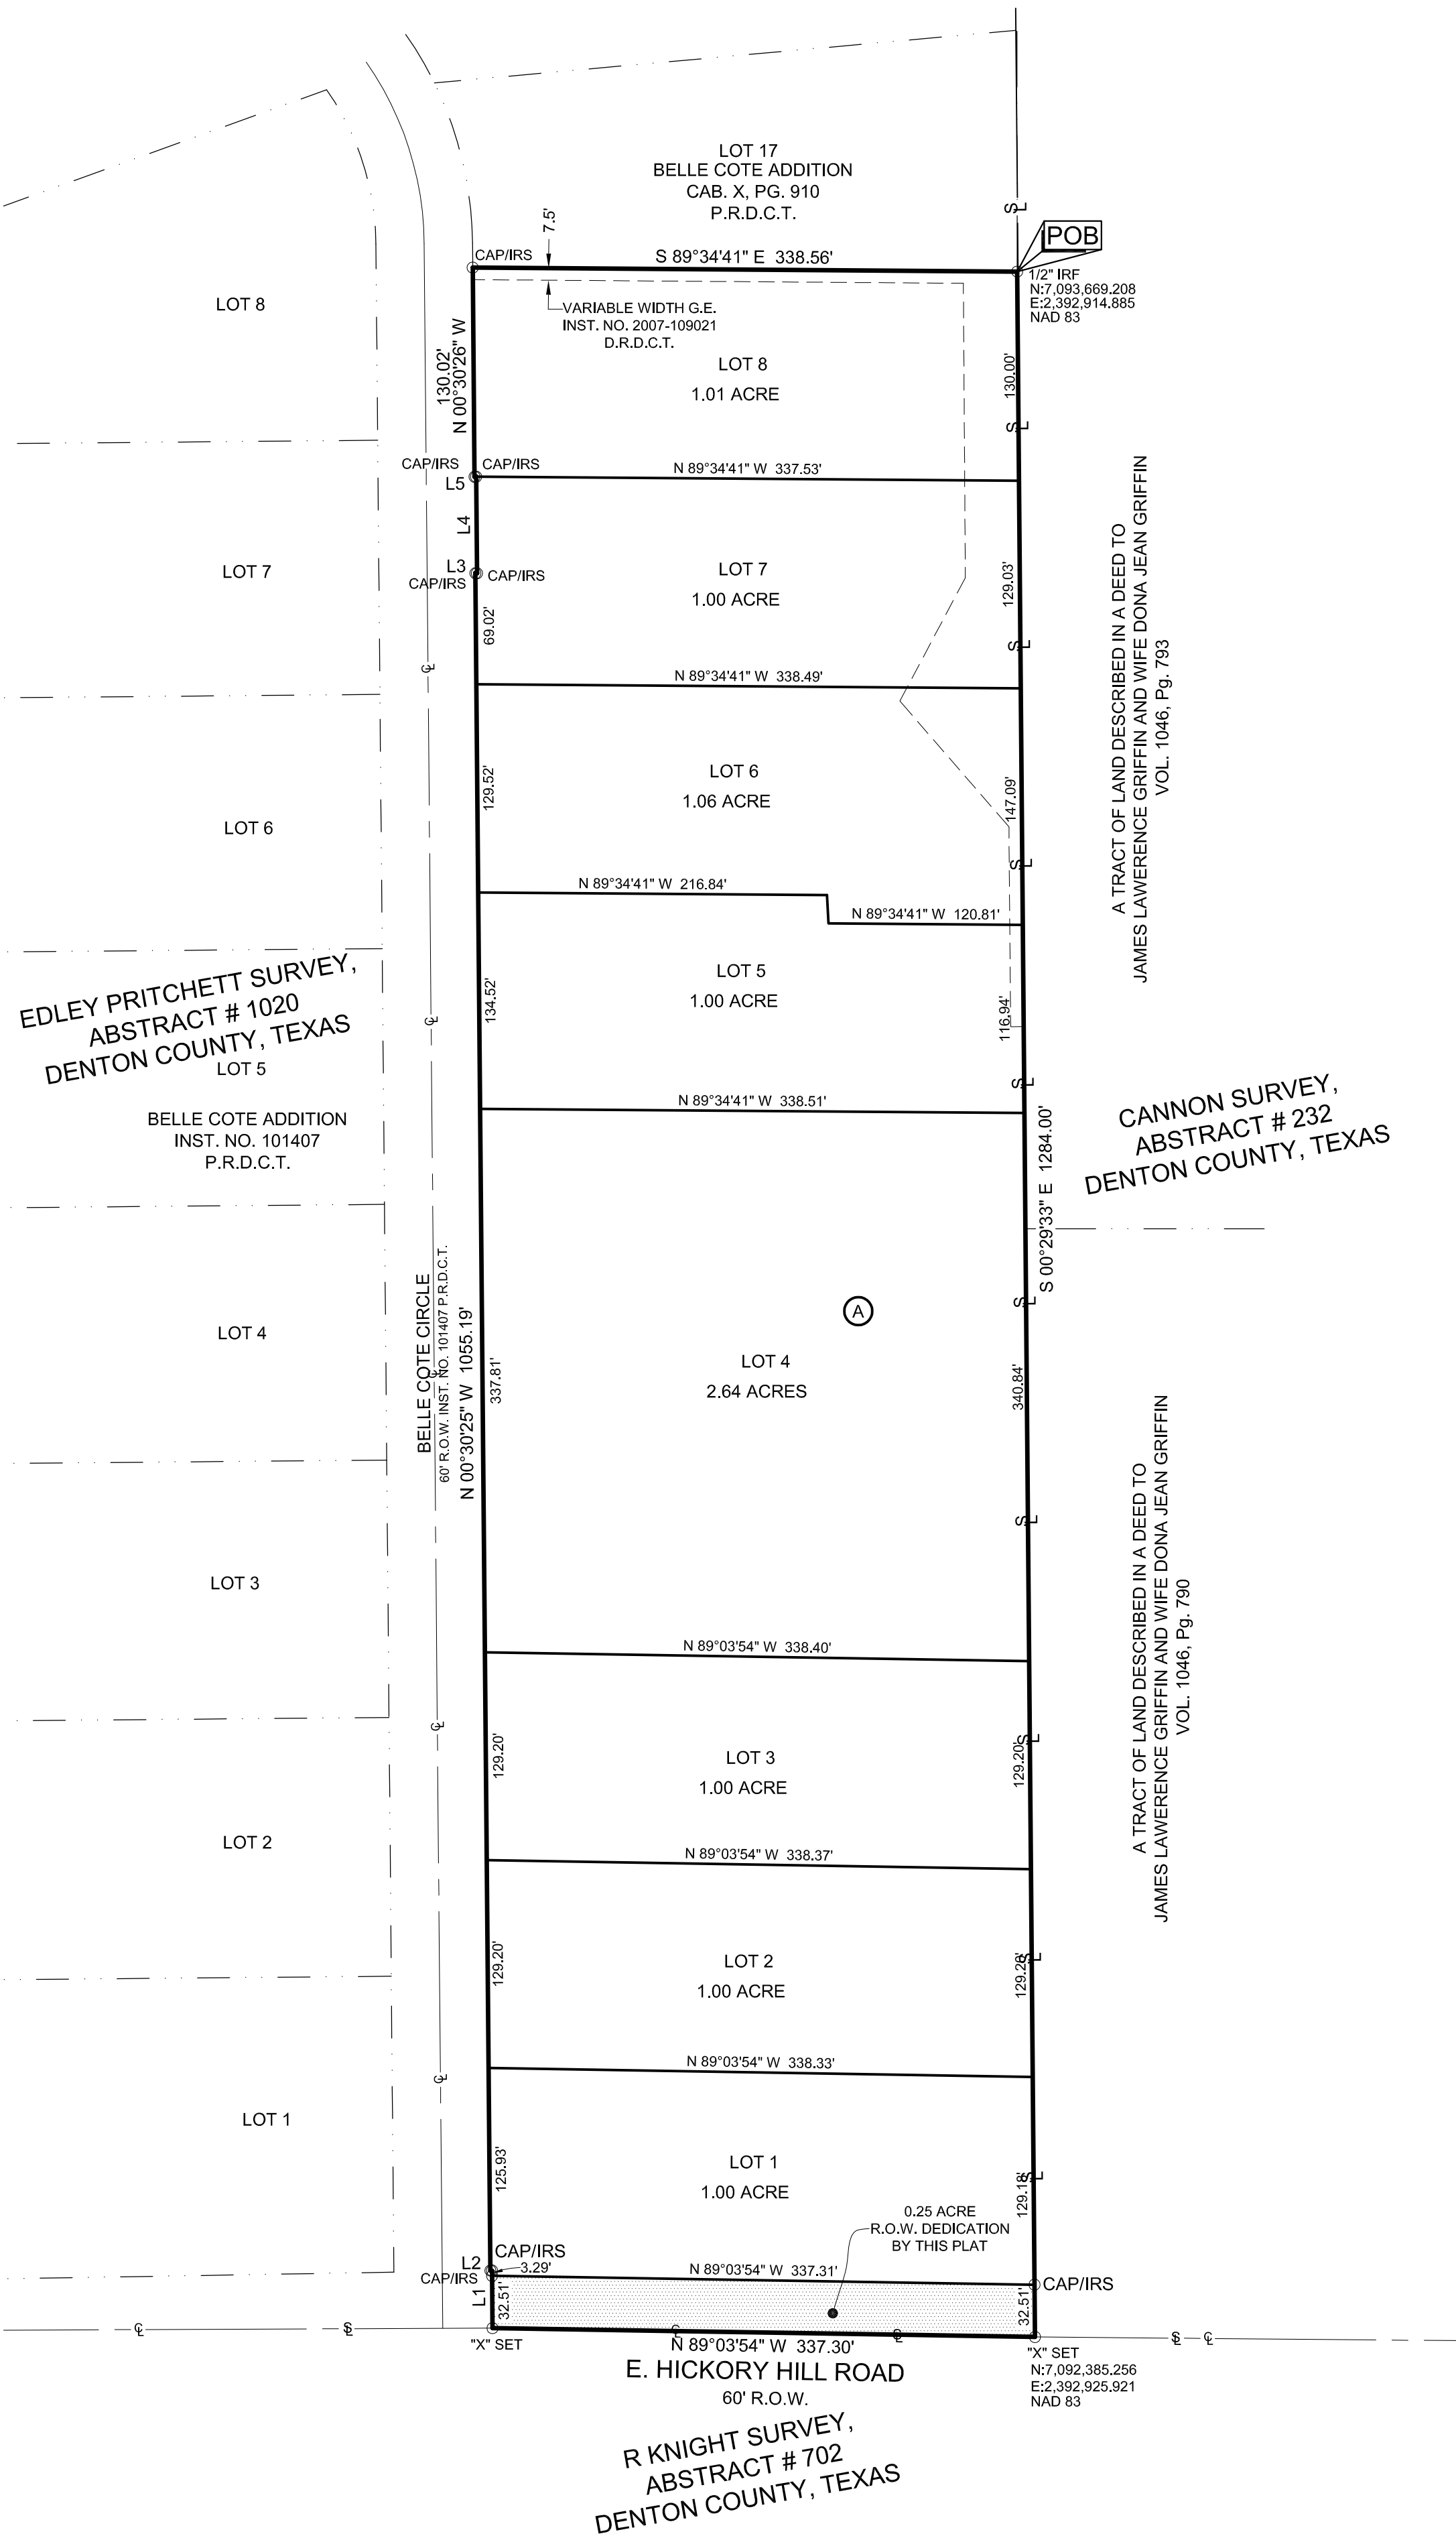 LOT 17
BELLE COTE ADDITION
CAB. X, PG. 910
P.R.D.C.T.
7.5'
S 89°34'41" E 338.56'
CAP/IRS
POB
1/2" IRF
N:7,093,669.208
E:2,392,914.885
NAD 83
VARIABLE WIDTH G.E.
INST. NO. 2007-109021
D.R.D.C.T.
LOT 8
LOT 8
1.01 ACRE
130.02'
N 00°30'26" W
130.00'
CAP/IRS
CAP/IRS
L5
N 89°34'41" W 337.53'
L4
L3
CAP/IRS
CAP/IRS
LOT 7
LOT 7
1.00 ACRE
69.02'
129.03'
N 89°34'41" W 338.49'
A TRACT OF LAND DESCRIBED IN A DEED TO
JAMES LAWERENCE GRIFFIN AND WIFE DONA JEAN GRIFFIN
VOL. 1046, Pg. 793
LOT 6
LOT 6
1.06 ACRE
129.52'
147.09'
N 89°34'41" W 216.84'
N 89°34'41" W 120.81'
EDLEY PRITCHETT SURVEY,
ABSTRACT # 1020
DENTON COUNTY, TEXAS
LOT 5
BELLE COTE ADDITION
INST. NO. 101407
P.R.D.C.T.
LOT 5
1.00 ACRE
134.52'
116.94'
N 89°34'41" W 338.51'
CANNON SURVEY,
ABSTRACT # 232
DENTON COUNTY, TEXAS
S 00°29'33" E 1284.00'
BELLE COTE CIRCLE
60' R.O.W. INST. NO. 101407 P.R.D.C.T.
N 00°30'25" W 1055.19'
LOT 4
A
LOT 4
2.64 ACRES
337.81'
340.84'
A TRACT OF LAND DESCRIBED IN A DEED TO
JAMES LAWERENCE GRIFFIN AND WIFE DONA JEAN GRIFFIN
VOL. 1046, Pg. 790
LOT 3
N 89°03'54" W 338.40'
LOT 3
1.00 ACRE
129.20'
129.20'
LOT 2
N 89°03'54" W 338.37'
LOT 2
1.00 ACRE
129.20'
129.20'
N 89°03'54" W 338.33'
LOT 1
LOT 1
1.00 ACRE
125.93'
129.18'
0.25 ACRE
R.O.W. DEDICATION
BY THIS PLAT
CAP/IRS
L2
3.29'
CAP/IRS
N 89°03'54" W 337.31'
CAP/IRS
L1
32.51'
32.51'
"X" SET
N 89°03'54" W 337.30'
"X" SET
N:7,092,385.256
E:2,392,925.921
NAD 83
E. HICKORY HILL ROAD
60' R.O.W.
R KNIGHT SURVEY,
ABSTRACT # 702
DENTON COUNTY, TEXAS